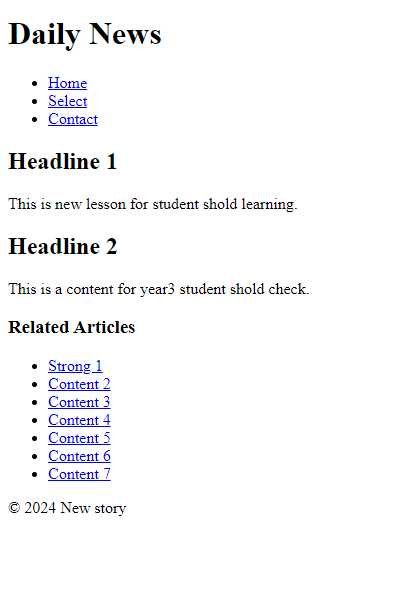 Daily News
Home
Select
Contact
Headline 1
This is new lesson for student shold learning.
Headline 2
This is a content for year3 student shold check.
Related Articles
Strong 1
Content 2
Content 3
Content 4
Content 5
Content 6
Content 7
© 2024 New story